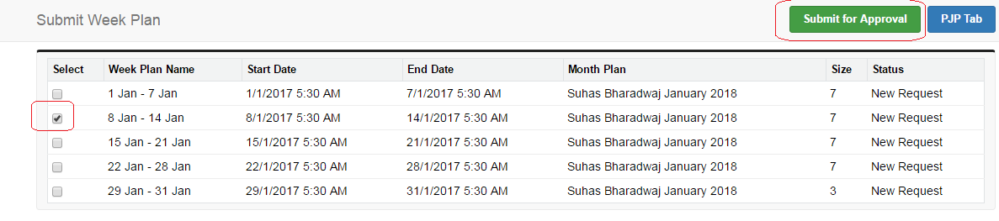 Submit Week Plan Submit for Approval PJP Tab
Select Week Plan Name Start Date End Date Month Plan Size Status
1 Jan - 7 Jan 1/1/2017 5:30 AM 7/1/2017 5:30 AM Suhas Bharadwaj January 2018 7 New Request
8 Jan - 14 Jan 8/1/2017 5:30 AM 14/1/2017 5:30 AM Suhas Bharadwaj January 2018 7 New Request
15 Jan - 21 Jan 15/1/2017 5:30 AM 21/1/2017 5:30 AM Suhas Bharadwaj January 2018 7 New Request
22 Jan - 28 Jan 22/1/2017 5:30 AM 28/1/2017 5:30 AM Suhas Bharadwaj January 2018 7 New Request
29 Jan - 31 Jan 29/1/2017 5:30 AM 31/1/2017 5:30 AM Suhas Bharadwaj January 2018 3 New Request